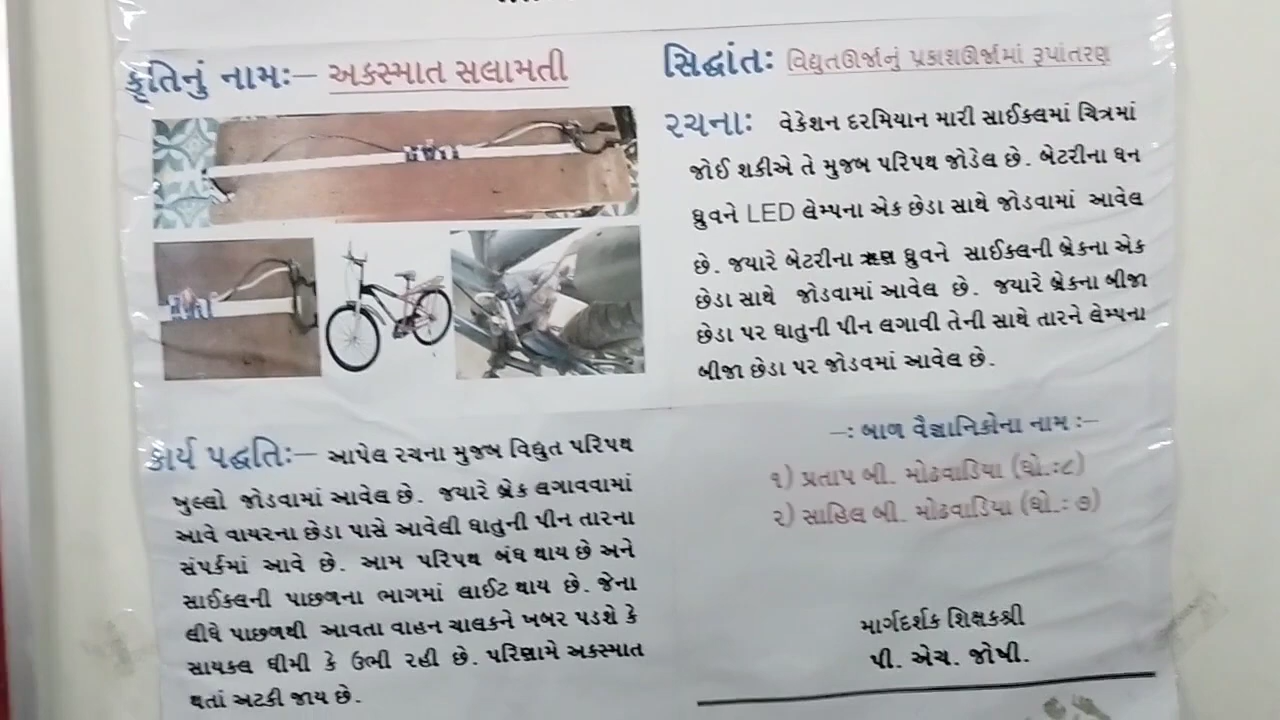 કૃતિનું નામઃ– અકસ્માત સલામતી
કાર્ય પદ્ધતિઃ– આપેલ રચના મુજબ વિદ્યુત પરિપથ
ખુલ્લો જોડવામાં આવેલ છે. જયારે બ્રેક લગાવવામાં
આવે વાયરના છેડા પાસે આવેલી ધાતુની પીન તારના
સંપર્કમાં આવે છે. આમ પરિપથ બંધ થાય છે અને
સાઈકલની પાછળના ભાગમાં લાઈટ થાય છે. જેના
લીધે પાછળથી આવતા વાહન ચાલકને ખબર પડશે કે
સાયકલ ધીમી કે ઉભી રહી છે. પરિણામે અકસ્માત
થતાં અટકી જાય છે.
સિદ્ધાંતઃ વિદ્યુતઊર્જાનું પ્રકાશઊર્જામાં રૂપાંતરણ
રચનાઃ વેકેશન દરમિયાન મારી સાઈકલમાં ચિત્રમાં
જોઈ શકીએ તે મુજબ પરિપથ જોડેલ છે. બેટરીના ધન
ધ્રુવને LED લેમ્પના એક છેડા સાથે જોડવામાં આવેલ
છે. જયારે બેટરીના ઋણ ધ્રુવને સાઈકલની બ્રેકના એક
છેડા સાથે જોડવામાં આવેલ છે. જયારે બ્રેકના બીજા
છેડા પર ધાતુની પીન લગાવી તેની સાથે તારને લેમ્પના
બીજા છેડા પર જોડવમાં આવેલ છે.
–ઃ બાળ વૈજ્ઞાનિકોના નામ ઃ–
૧) પ્રતાપ બી. મોઢવાડિયા (ધો.ઃ૮)
૨) સાહિલ બી. મોઢવાડિયા (ધો.ઃ ૭)
માર્ગદર્શક શિક્ષકશ્રી
પી. એચ. જોષી.